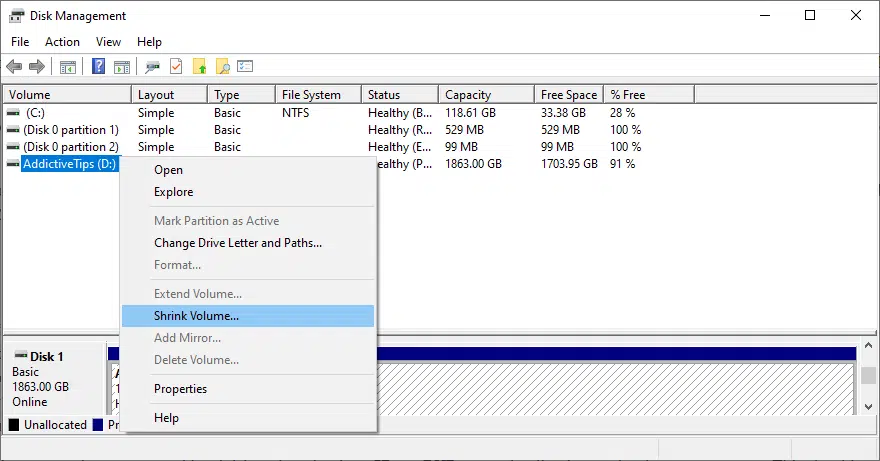 Disk Management
File Action View Help
Volume Layout Type File System Status Capacity Free Space % Free
(C:) Simple Basic NTFS Healthy (B... 118.61 GB 33.38 GB 28 %
(Disk 0 partition 1) Simple Basic Healthy (R... 529 MB 529 MB 100 %
(Disk 0 partition 2) Simple Basic Healthy (E... 99 MB 99 MB 100 %
AddictiveTips (D:) ealthy (P... 1863.00 GB 1703.95 GB 91 %
Open
Explore
Mark Partition as Active
Change Drive Letter and Paths...
Format...
Extend Volume...
Shrink Volume...
Add Mirror...
Delete Volume...
Properties
Help
Disk 1
Basic
1863.00 GB
Online
Unallocated Pr